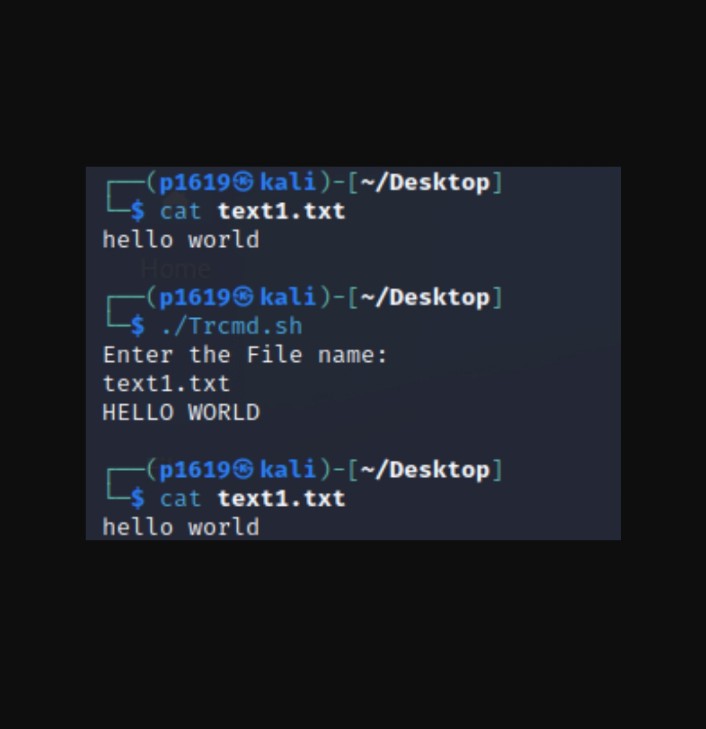 ┌──(p1619㉿kali)-[~/Desktop]
└─$ cat text1.txt
hello world
Home
┌──(p1619㉿kali)-[~/Desktop]
└─$ ./Trcmd.sh
Enter the File name:
text1.txt
HELLO WORLD
┌──(p1619㉿kali)-[~/Desktop]
└─$ cat text1.txt
hello world